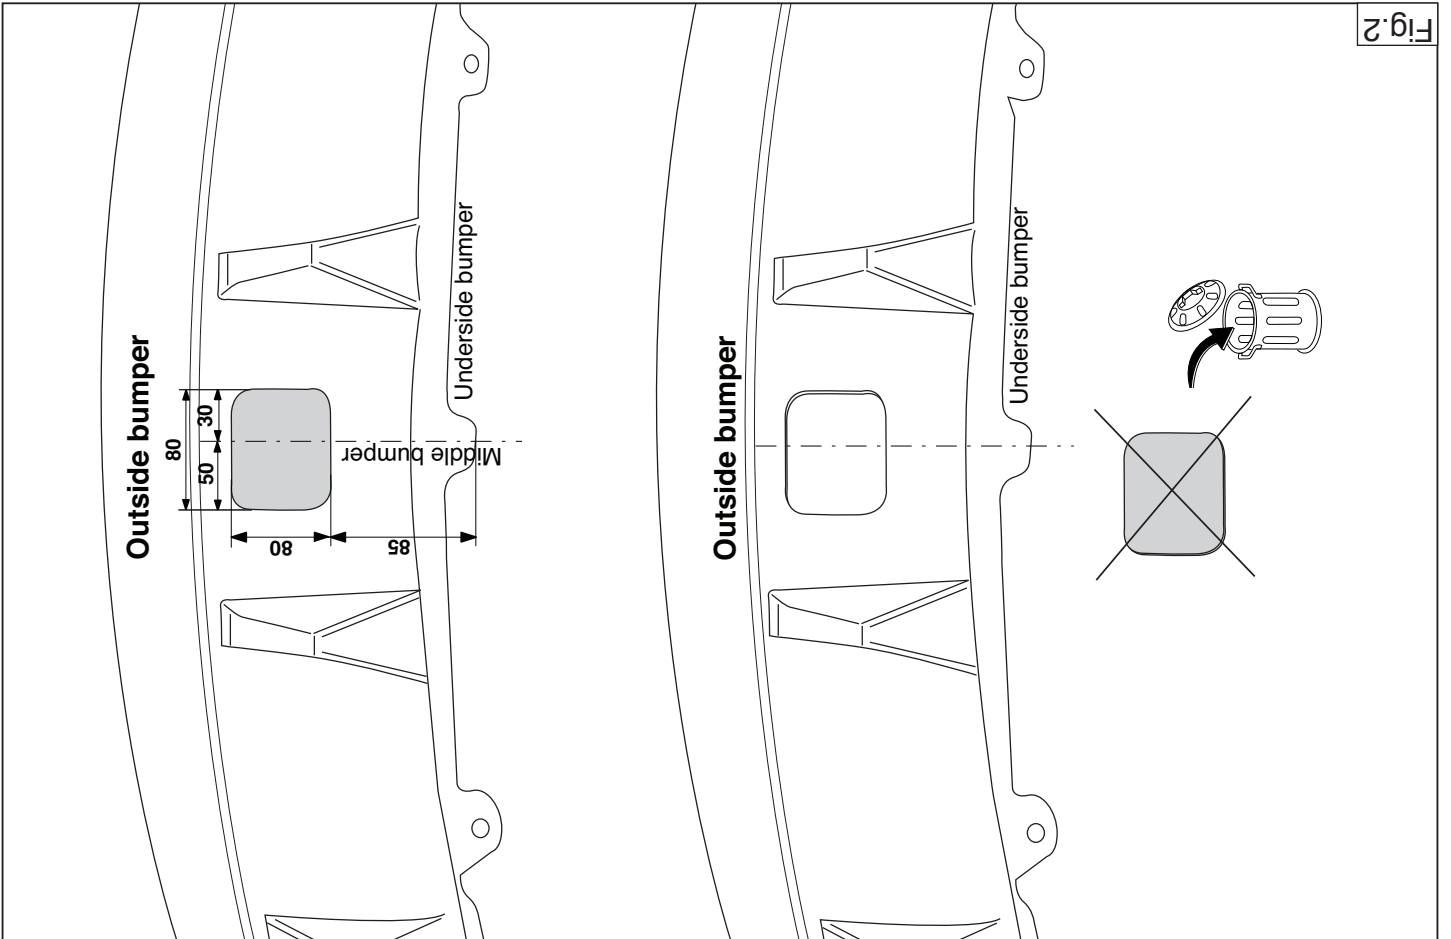 Fig.2
Outside bumper
80
30
50
Underside bumper
Middle bumper
80
85
Outside bumper
Underside bumper